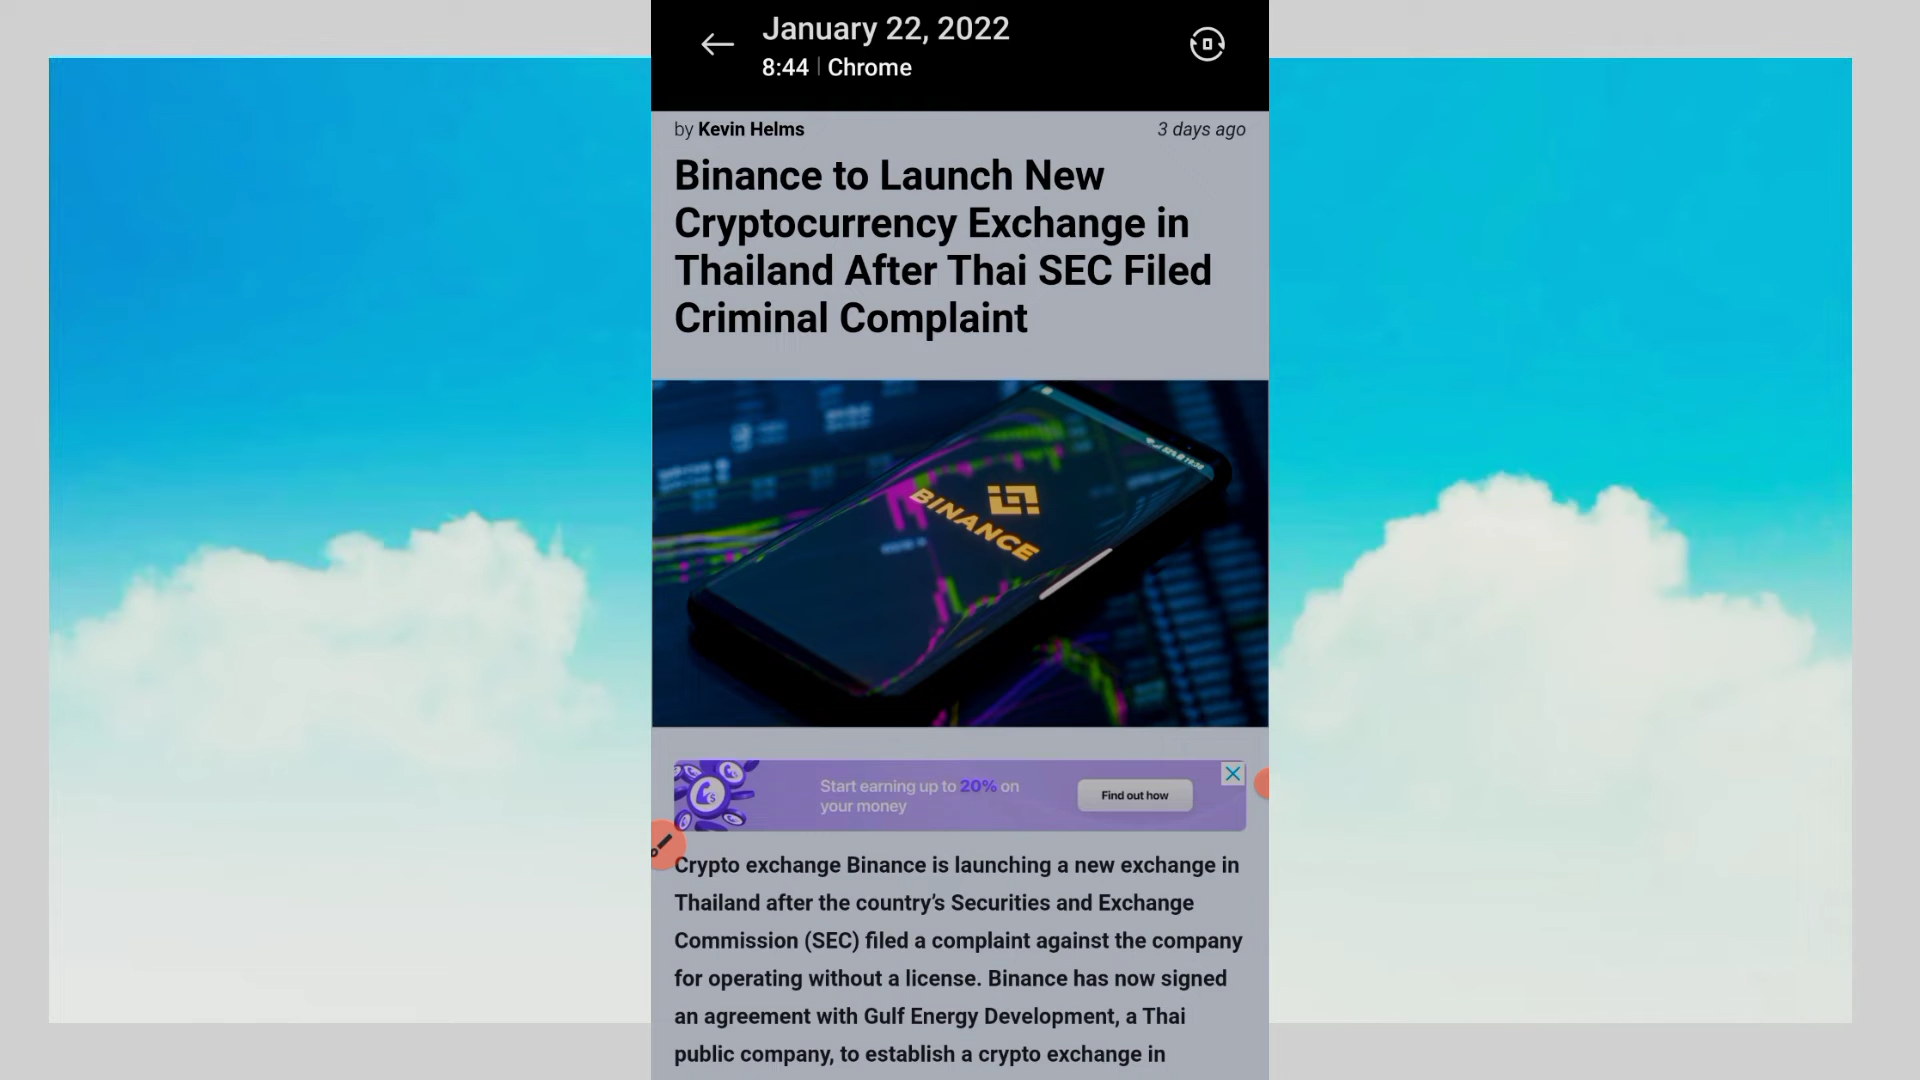 January 22, 2022
8:44 | Chrome
by Kevin Helms
3 days ago
Binance to Launch New
Cryptocurrency Exchange in
Thailand After Thai SEC Filed
Criminal Complaint
BINANCE
Start earning up to 20% on
your money
Find out how
Crypto exchange Binance is launching a new exchange in
Thailand after the country’s Securities and Exchange
Commission (SEC) filed a complaint against the company
for operating without a license. Binance has now signed
an agreement with Gulf Energy Development, a Thai
public company, to establish a crypto exchange in